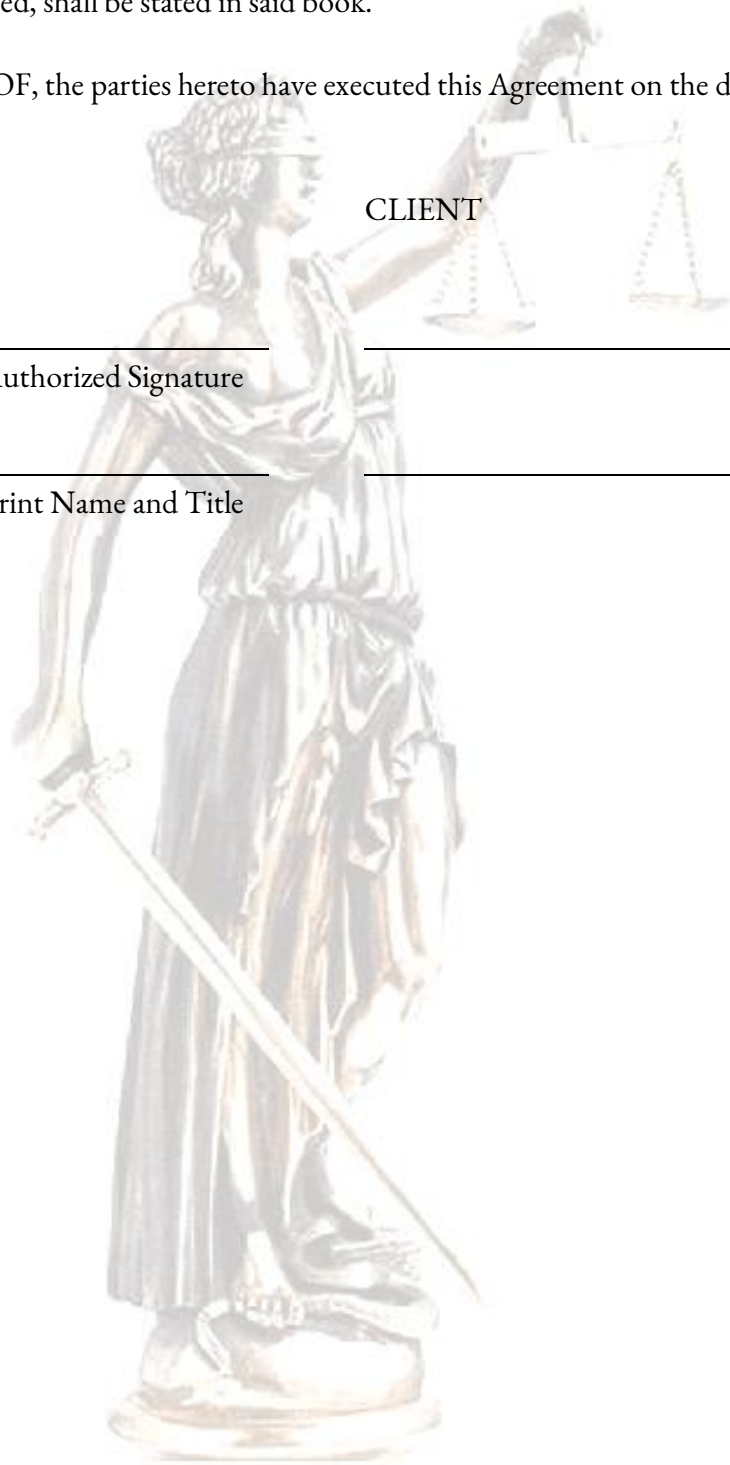 ed, shall be stated in said book.
OF, the parties hereto have executed this Agreement on the d
CLIENT
uthorized Signature
rint Name and Title